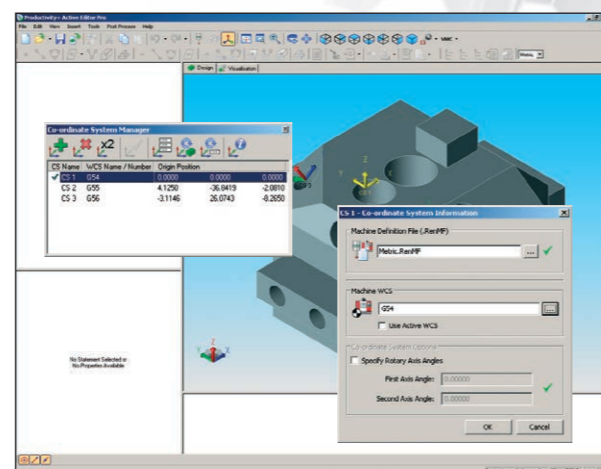 Productivity+ Active Editor Pro
File Edit View Insert Tools Post Process Help
Metric
Design Visualisation
Co-ordinate System Manager
x2
CS Name WCS Name / Number Origin Position
CS 1 G54 0.0000 0.0000 0.0000
CS 2 G55 4.1250 -36.8419 -2.0810
CS 3 G56 -3.1146 26.0743 -8.2650
Z
Y X
CS1
CS 1 - Co-ordinate System Information
Machine Definition File (.RenMF)
Metric.RenMF ...
Machine WCS
G54 ...
Use Active WCS
Co-ordinate System Options
Specify Rotary Axis Angles
First Axis Angle: 0.00000
Second Axis Angle: 0.00000
OK Cancel
No Statement Selected or
No Properties Available